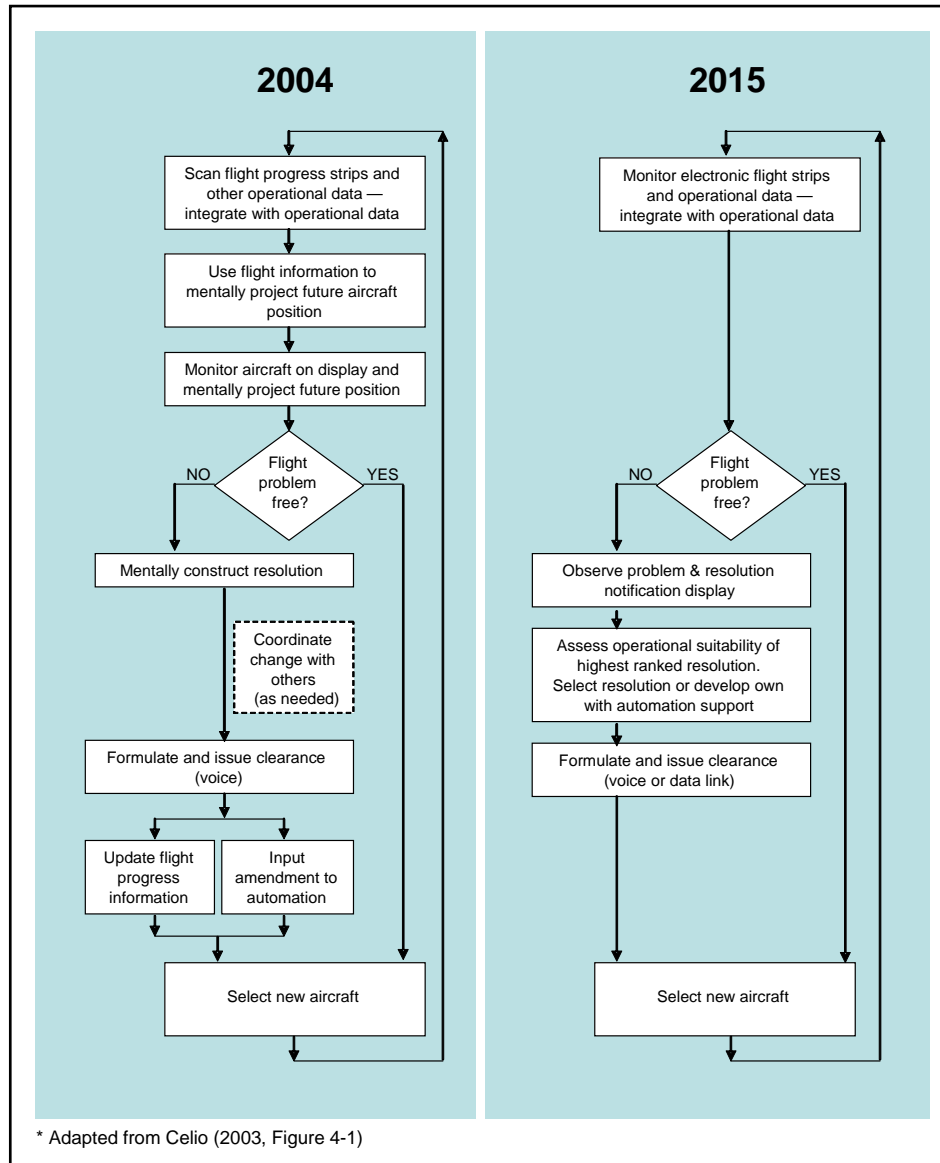 2004
Scan flight progress strips and
other operational data —
integrate with operational data
Use flight information to
mentally project future aircraft
position
Monitor aircraft on display and
mentally project future position
Flight
problem
free?
NO
YES
Mentally construct resolution
Coordinate
change with
others
(as needed)
Formulate and issue clearance
(voice)
Update flight
progress
information
Input
amendment to
automation
Select new aircraft
2015
Monitor electronic flight strips
and operational data —
integrate with operational data
Flight
problem
free?
NO
YES
Observe problem & resolution
notification display
Assess operational suitability of
highest ranked resolution.
Select resolution or develop own
with automation support
Formulate and issue clearance
(voice or data link)
Select new aircraft
* Adapted from Celio (2003, Figure 4-1)